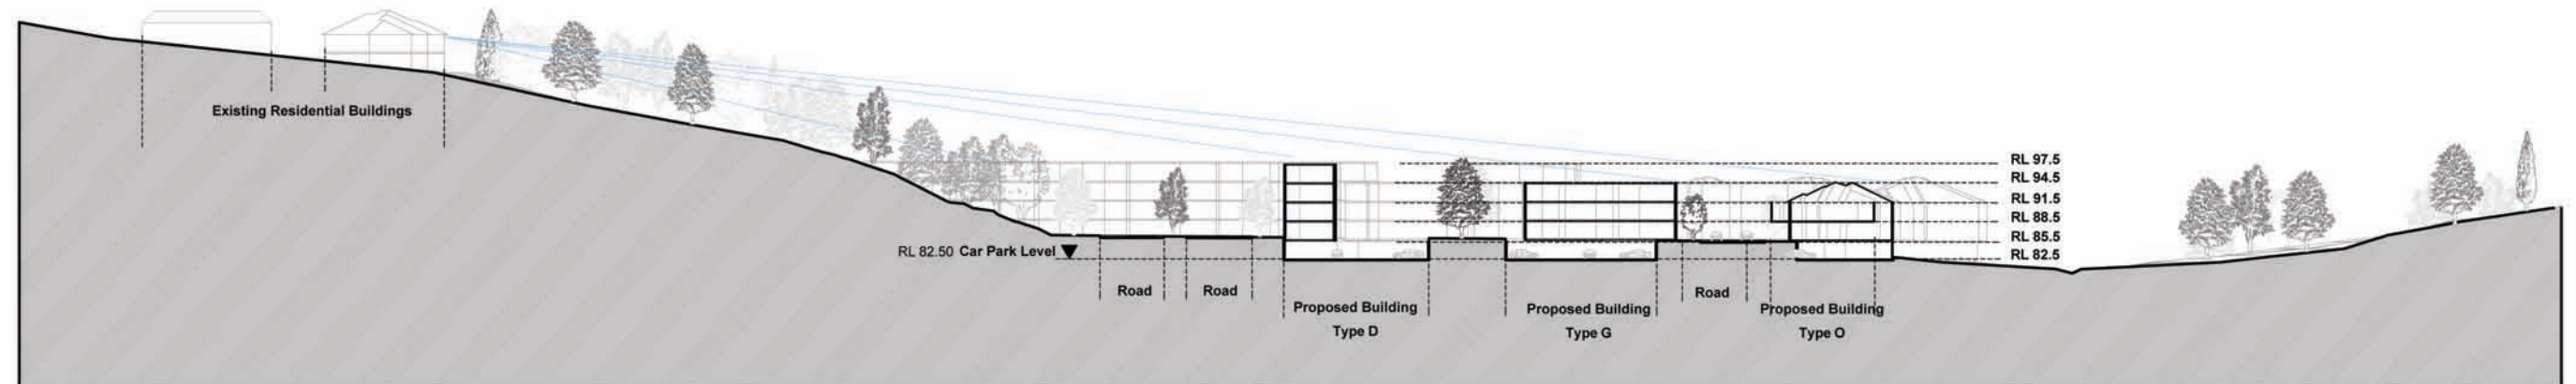 Existing Residential Buildings
RL 97.5
RL 94.5
RL 91.5
RL 88.5
RL 85.5
RL 82.5
RL 82.50 Car Park Level
Road
Road
Proposed Building
Type D
Proposed Building
Type G
Road
Proposed Building
Type O